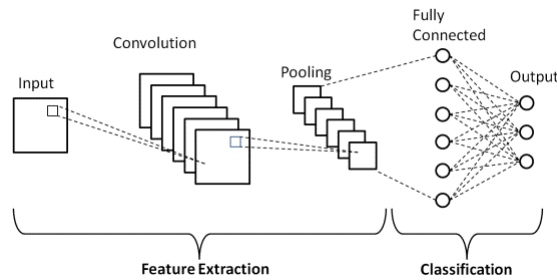 Input
Convolution
Pooling
Fully
Connected
Output
Feature Extraction
Classification